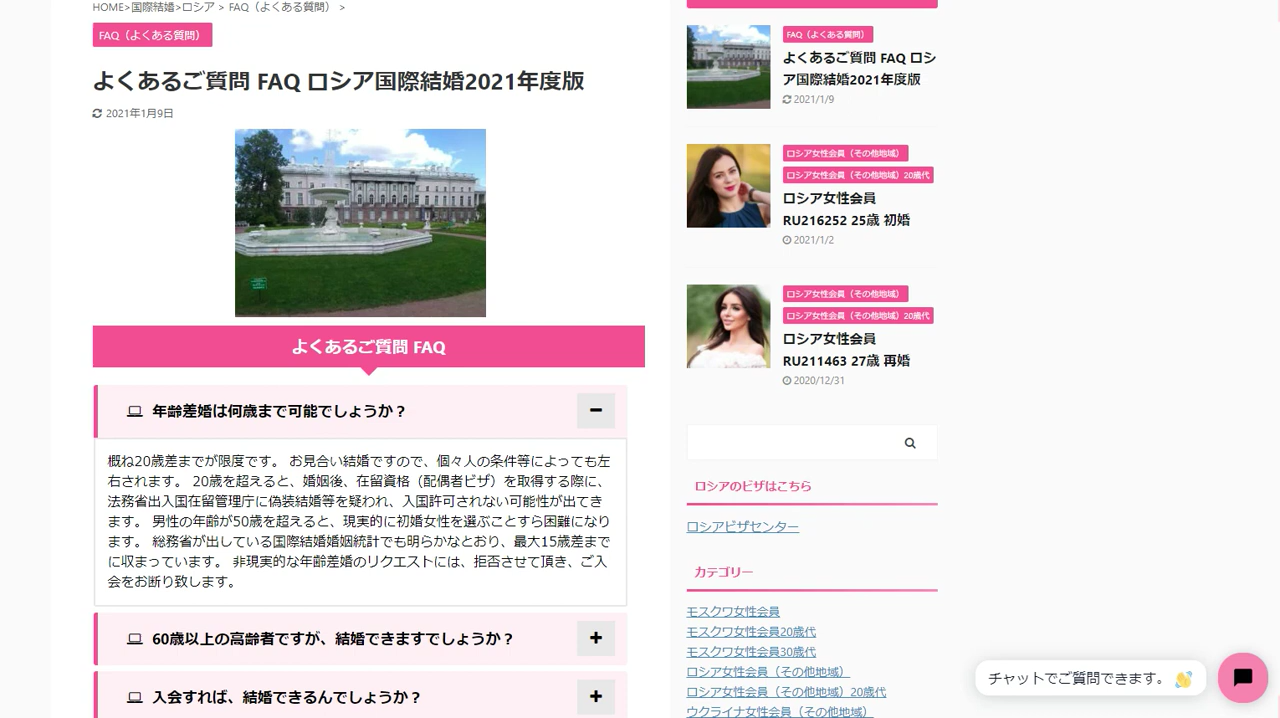 HOME>国際結婚>ロシア > FAQ（よくある質問） >
FAQ（よくある質問）
よくあるご質問 FAQ ロシア国際結婚2021年度版
2021年1月9日
よくあるご質問 FAQ
年齢差婚は何歳まで可能でしょうか？
概ね20歳差までが限度です。 お見合い結婚ですので、個々人の条件等によっても左
右されます。 20歳を超えると、婚姻後、在留資格（配偶者ビザ）を取得する際に、
法務省出入国在留管理庁に偽装結婚等を疑われ、入国許可されない可能性が出てき
ます。 男性の年齢が50歳を超えると、現実的に初婚女性を選ぶことすら困難になり
ます。 総務省が出している国際結婚婚姻統計でも明らかなとおり、最大15歳差まで
に収まっています。 非現実的な年齢差婚のリクエストには、拒否させて頂き、ご入
会をお断り致します。
60歳以上の高齢者ですが、結婚できますでしょうか？
入会すれば、結婚できるんでしょうか？
FAQ（よくある質問）
よくあるご質問 FAQ ロシ
ア国際結婚2021年度版
2021/1/9
ロシア女性会員（その他地域）
ロシア女性会員（その他地域）20歳代
ロシア女性会員
RU216252 25歳 初婚
2021/1/2
ロシア女性会員（その他地域）
ロシア女性会員（その他地域）20歳代
ロシア女性会員
RU211463 27歳 再婚
2020/12/31
ロシアのビザはこちら
ロシアビザセンター
カテゴリー
モスクワ女性会員
モスクワ女性会員20歳代
モスクワ女性会員30歳代
ロシア女性会員（その他地域）
ロシア女性会員（その他地域）20歳代
ウクライナ女性会員（その他地域）
チャットでご質問できます。 👋